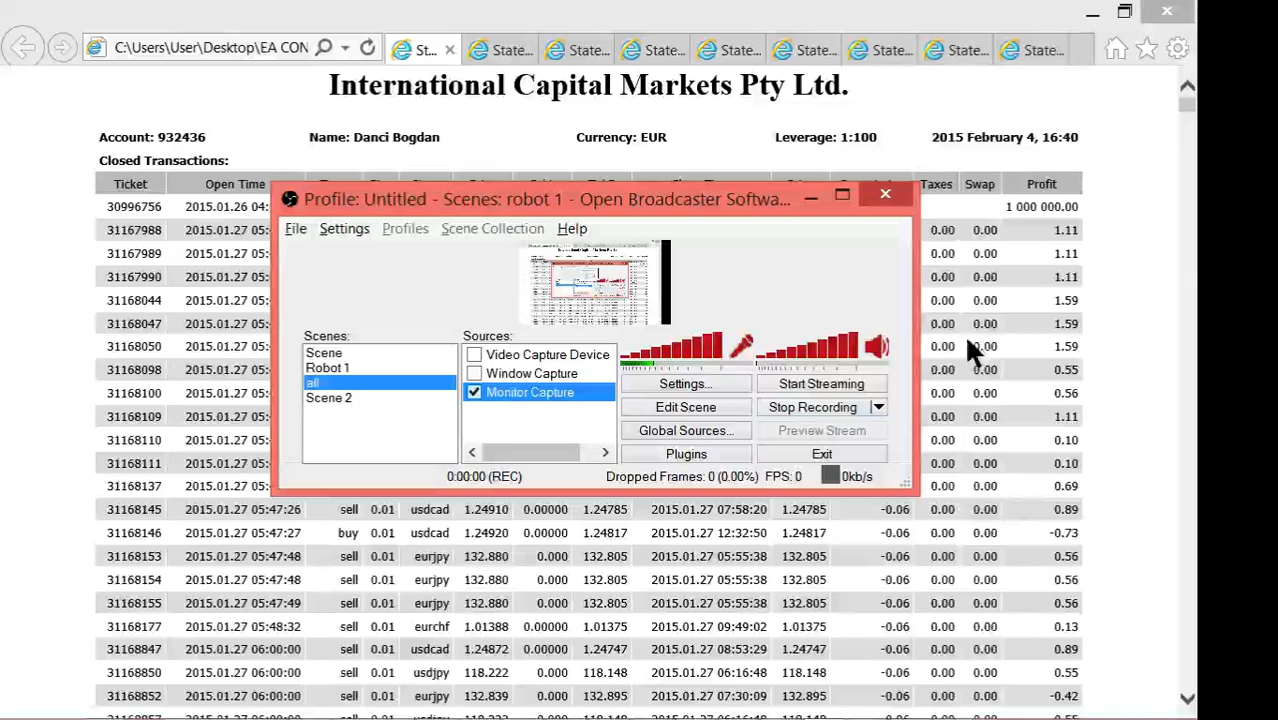 C:\Users\User\Desktop\EA CON
St...
State...
State...
State...
State...
State...
State...
State...
State...
International Capital Markets Pty Ltd.
Account: 932436 Name: Danci Bogdan Currency: EUR Leverage: 1:100 2015 February 4, 16:40
Closed Transactions:
Ticket Open Time Taxes Swap Profit
30996756 2015.01.26 04: 1 000 000.00
31167988 2015.01.27 05: 0.00 0.00 1.11
31167989 2015.01.27 05: 0.00 0.00 1.11
31167990 2015.01.27 05: 0.00 0.00 1.11
31168044 2015.01.27 05: 0.00 0.00 1.59
31168047 2015.01.27 05: 0.00 0.00 1.59
31168050 2015.01.27 05: 0.00 0.00 1.59
31168098 2015.01.27 05: 0.00 0.00 0.55
31168100 2015.01.27 05: 0.00 0.00 0.56
31168109 2015.01.27 05: 0.00 0.00 1.11
31168110 2015.01.27 05: 0.00 0.00 0.10
31168111 2015.01.27 05: 0.00 0.00 0.10
31168137 2015.01.27 05: 0.00 0.00 0.69
Profile: Untitled - Scenes: robot 1 - Open Broadcaster Softwa...
File Settings Profiles Scene Collection Help
Scenes:
Scene
Robot 1
all
Scene 2
Sources:
Video Capture Device
Window Capture
Monitor Capture
Settings... Start Streaming
Edit Scene Stop Recording
Global Sources... Preview Stream
Plugins Exit
0:00:00 (REC) Dropped Frames: 0 (0.00%) FPS: 0 0kb/s
31168145 2015.01.27 05:47:26 sell 0.01 usdcad 1.24910 0.00000 1.24785 2015.01.27 07:58:20 1.24785 -0.06 0.00 0.00 0.89
31168146 2015.01.27 05:47:27 buy 0.01 usdcad 1.24920 0.00000 1.24817 2015.01.27 12:32:50 1.24817 -0.06 0.00 0.00 -0.73
31168153 2015.01.27 05:47:48 sell 0.01 eurjpy 132.880 0.000 132.805 2015.01.27 05:55:38 132.805 -0.06 0.00 0.00 0.56
31168154 2015.01.27 05:47:48 sell 0.01 eurjpy 132.880 0.000 132.805 2015.01.27 05:55:38 132.805 -0.06 0.00 0.00 0.56
31168155 2015.01.27 05:47:49 sell 0.01 eurjpy 132.880 0.000 132.805 2015.01.27 05:55:38 132.805 -0.06 0.00 0.00 0.56
31168177 2015.01.27 05:48:32 sell 0.01 eurchf 1.01388 0.00000 1.01375 2015.01.27 09:49:02 1.01375 -0.06 0.00 0.00 0.13
31168847 2015.01.27 06:00:00 sell 0.01 usdcad 1.24872 0.00000 1.24747 2015.01.27 08:53:29 1.24747 -0.06 0.00 0.00 0.89
31168850 2015.01.27 06:00:00 sell 0.01 usdjpy 118.222 0.000 118.148 2015.01.27 06:16:48 118.148 -0.06 0.00 0.00 0.55
31168852 2015.01.27 06:00:00 sell 0.01 eurjpy 132.839 0.000 132.895 2015.01.27 07:30:09 132.895 -0.06 0.00 0.00 -0.42